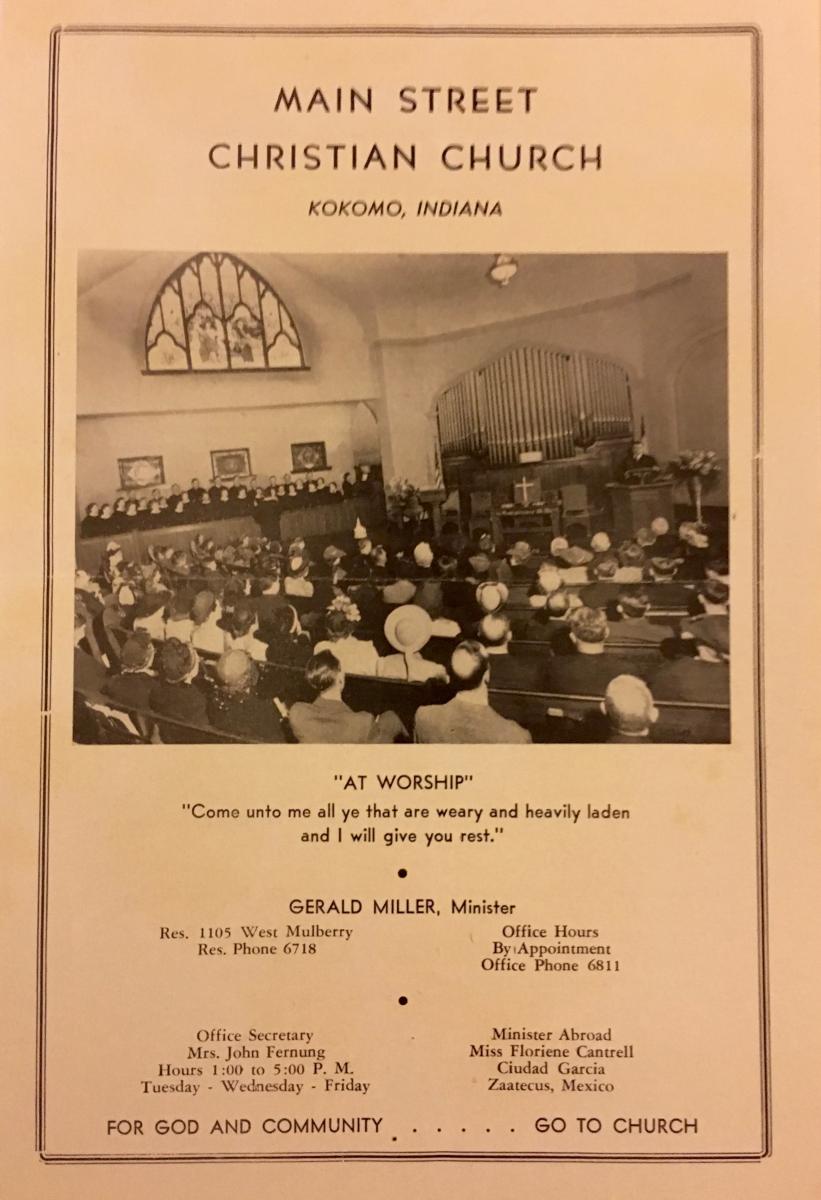 MAIN STREET
CHRISTIAN CHURCH
KOKOMO, INDIANA
"AT WORSHIP"
"Come unto me all ye that are weary and heavily laden
and I will give you rest."
GERALD MILLER, Minister
Res. 1105 West Mulberry
Res. Phone 6718
Office Hours
By Appointment
Office Phone 6811
Office Secretary
Mrs. John Fernung
Hours 1:00 to 5:00 P. M.
Tuesday - Wednesday - Friday
Minister Abroad
Miss Floriene Cantrell
Ciudad Garcia
Zaatecus, Mexico
FOR GOD AND COMMUNITY . . . . . . GO TO CHURCH